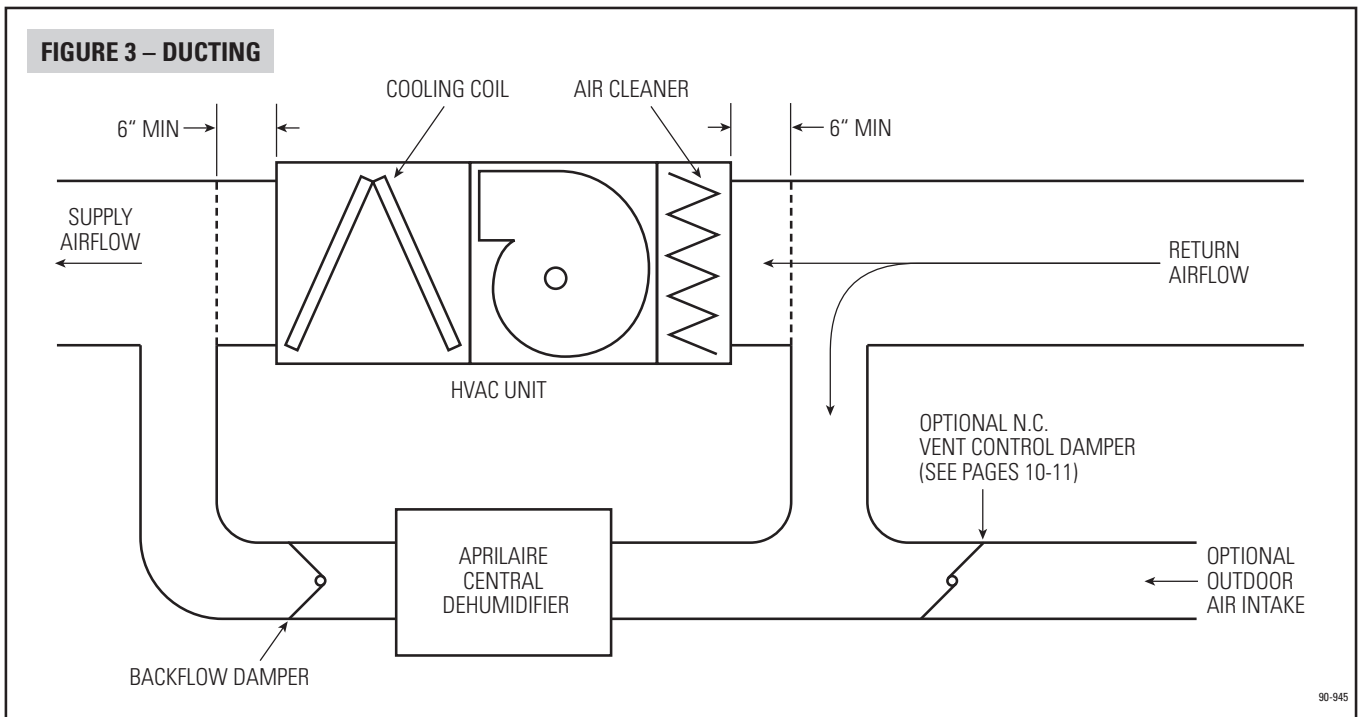 FIGURE 3 – DUCTING
COOLING COIL
AIR CLEANER
6“ MIN
6“ MIN
SUPPLY
AIRFLOW
RETURN
AIRFLOW
HVAC UNIT
OPTIONAL N.C.
VENT CONTROL DAMPER
(SEE PAGES 10-11)
APRILAIRE
CENTRAL
DEHUMIDIFIER
OPTIONAL
OUTDOOR
AIR INTAKE
BACKFLOW DAMPER
90-945